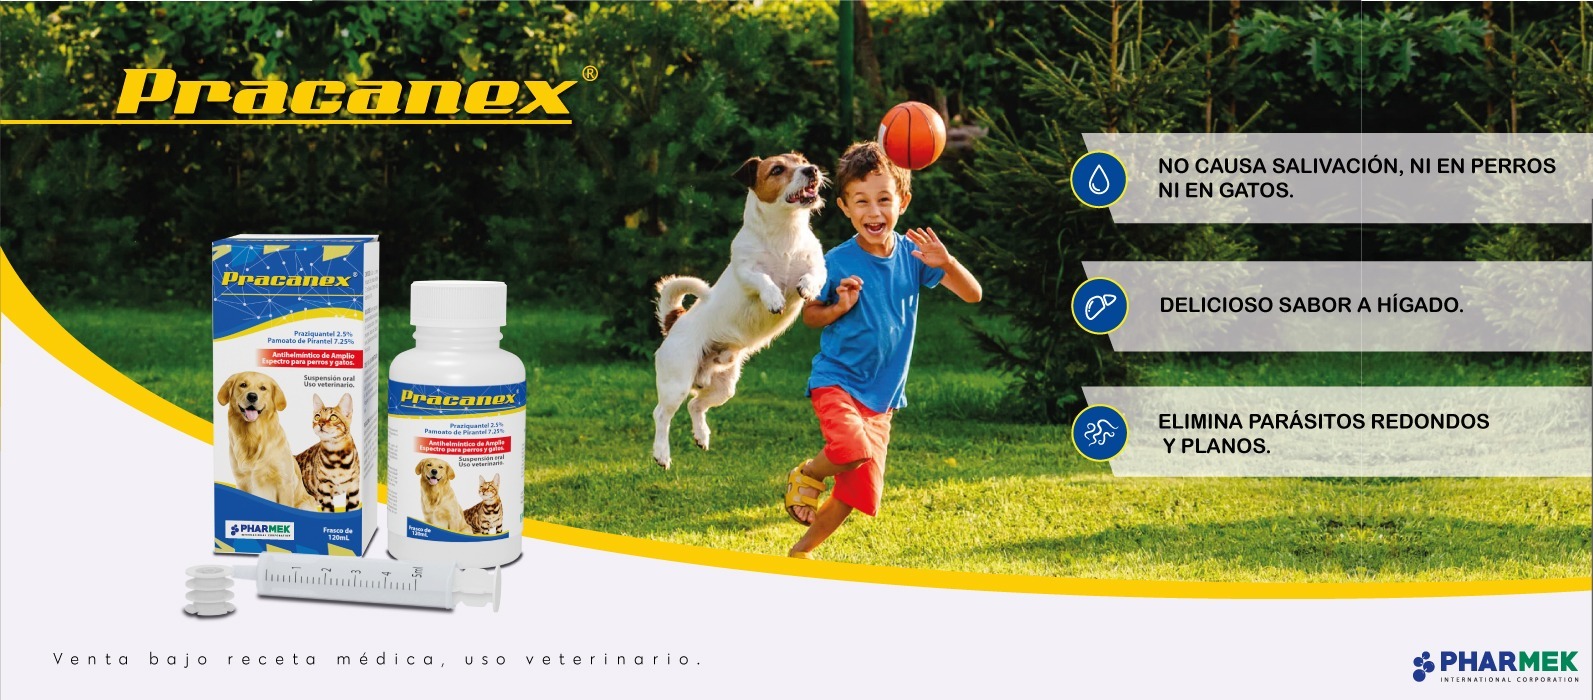 Pracanex®
NO CAUSA SALIVACIÓN, NI EN PERROS
NI EN GATOS.
DELICIOSO SABOR A HÍGADO.
ELIMINA PARÁSITOS REDONDOS
Y PLANOS.
Pracanex®
Praziquantel 2.5%
Pamoato de Pirantel 7.25%
Antihelmíntico de Amplio
Espectro para perros y gatos.
Suspensión oral
Uso veterinario.
PHARMEK
INTERNATIONAL CORPORATION
Frasco de
120mL
Pracanex
Praziquantel 2.5%
Pamoato de Pirantel 7.25%
Antihelmíntico de Amplio
Espectro para perros y gatos.
Suspensión oral
Uso veterinario.
Frasco de
120mL
1 2 3 4 5ml
Venta bajo receta médica, uso veterinario.
PHARMEK
INTERNATIONAL CORPORATION